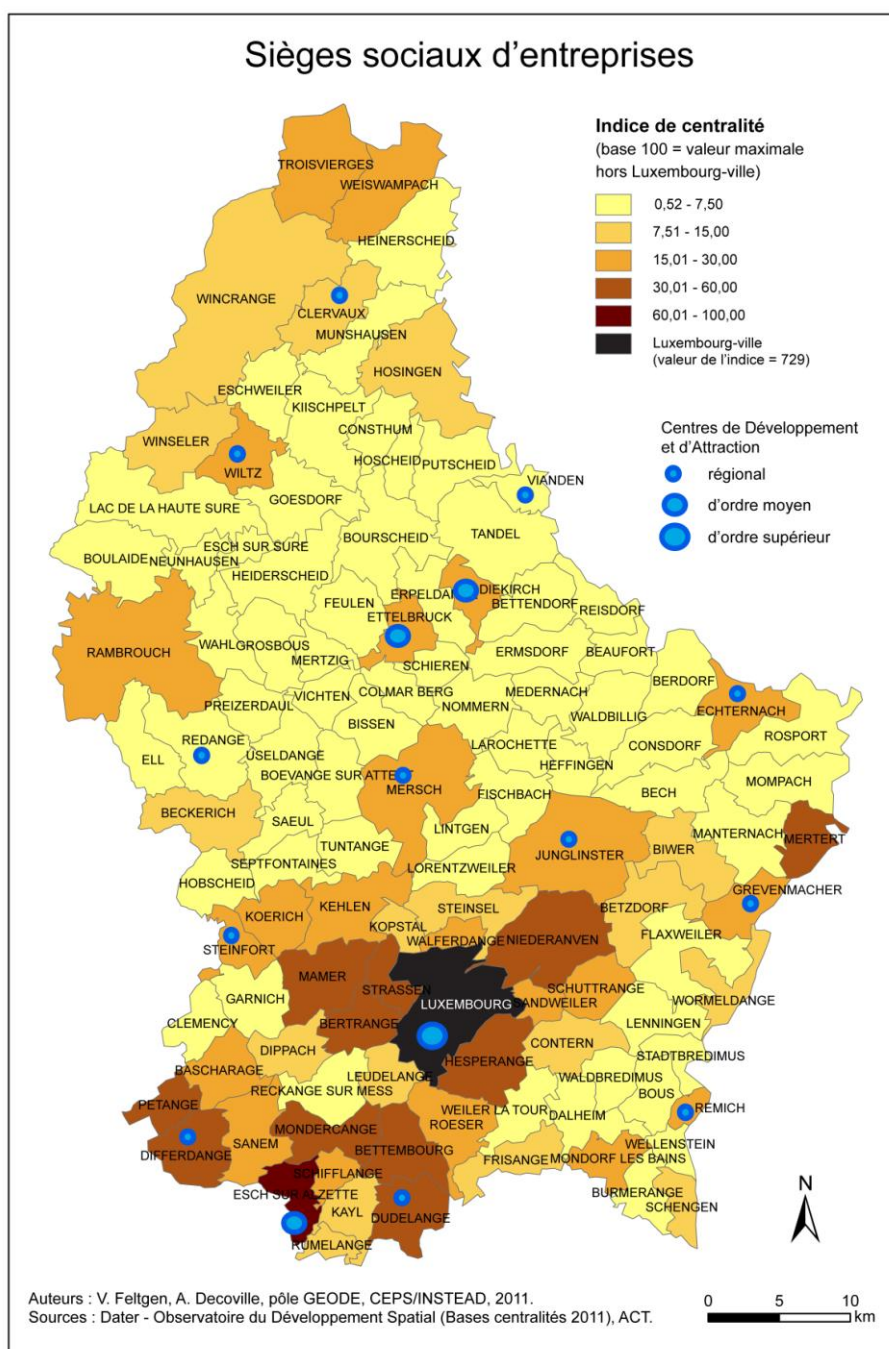 Sièges sociaux d'entreprises
Indice de centralité
(base 100 = valeur maximale
hors Luxembourg-ville)
0,52 - 7,50
7,51 - 15,00
15,01 - 30,00
30,01 - 60,00
60,01 - 100,00
Luxembourg-ville
(valeur de l'indice = 729)
Centres de Développement
et d'Attraction
régional
d'ordre moyen
d'ordre supérieur
TROISVIERGES
WEISWAMPACH
HEINERSCHEID
WINCRANGE
CLERVAUX
MUNSHAUSEN
HOSINGEN
ESCHWEILER
KIISCHPELT
CONSTHUM
WINSELER
HOSCHEID
PUTSCHEID
WILTZ
VIANDEN
GOESDORF
LAC DE LA HAUTE SURE
TANDEL
BOURSCHEID
ESCH SUR SURE
BOULAIDE
NEUNHAUSEN
HEIDERSCHEID
DIEKIRCH
ERPELDAN
FEULEN
BETTENDORF
REISDORF
ETTELBRUCK
WAHL
GROSBOUS
RAMBROUCH
ERMSDORF
BEAUFORT
MERTZIG
SCHIEREN
BERDORF
ECHTERNACH
VICHTEN
COLMAR BERG
MEDERNACH
PREIZERDAUL
NOMMERN
WALDBILLIG
BISSEN
ROSPORT
REDANGE
USELDANGE
LAROCHETTE
CONSDORF
ELL
HEFFINGEN
BOEVANGE SUR ATTE
MOMPACH
MERSCH
FISCHBACH
BECH
BECKERICH
SAEUL
LINTGEN
MANTERNACH
MERTERT
TUNTANGE
JUNGLINSTER
BIWER
SEPTFONTAINES
LORENTZWEILER
HOBSCHEID
GREVENMACHER
KEHLEN
STEINSEL
BETZDORF
KOERICH
KOPSTAL
FLAXWEILER
STEINFORT
WALFERDANGE
NIEDERANVEN
MAMER
STRASSEN
SCHUTTRANGE
GARNICH
LUXEMBOURG
SANDWEILER
WORMELDANGE
CLEMENCY
BERTRANGE
LENNINGEN
DIPPACH
CONTERN
STADTBREDIMUS
BASCHARAGE
LEUDELANGE
HESPERANGE
WALDBREDIMUS
RECKANGE SUR MESS
BOUS
PETANGE
WEILER LA TOUR
DALHEIM
REMICH
MONDERCANGE
ROESER
DIFFERDANGE
SANEM
BETTEMBOURG
WELLENSTEIN
FRISANGE
MONDORF LES BAINS
SCHIFFLANGE
ESCH SUR ALZETTE
BURMERANGE
KAYL
SCHENGEN
DUDELANGE
RUMELANGE
N
Auteurs : V. Feltgen, A. Decoville, pôle GEODE, CEPS/INSTEAD, 2011.
Sources : Dater - Observatoire du Développement Spatial (Bases centralités 2011), ACT.
0 5 10
km